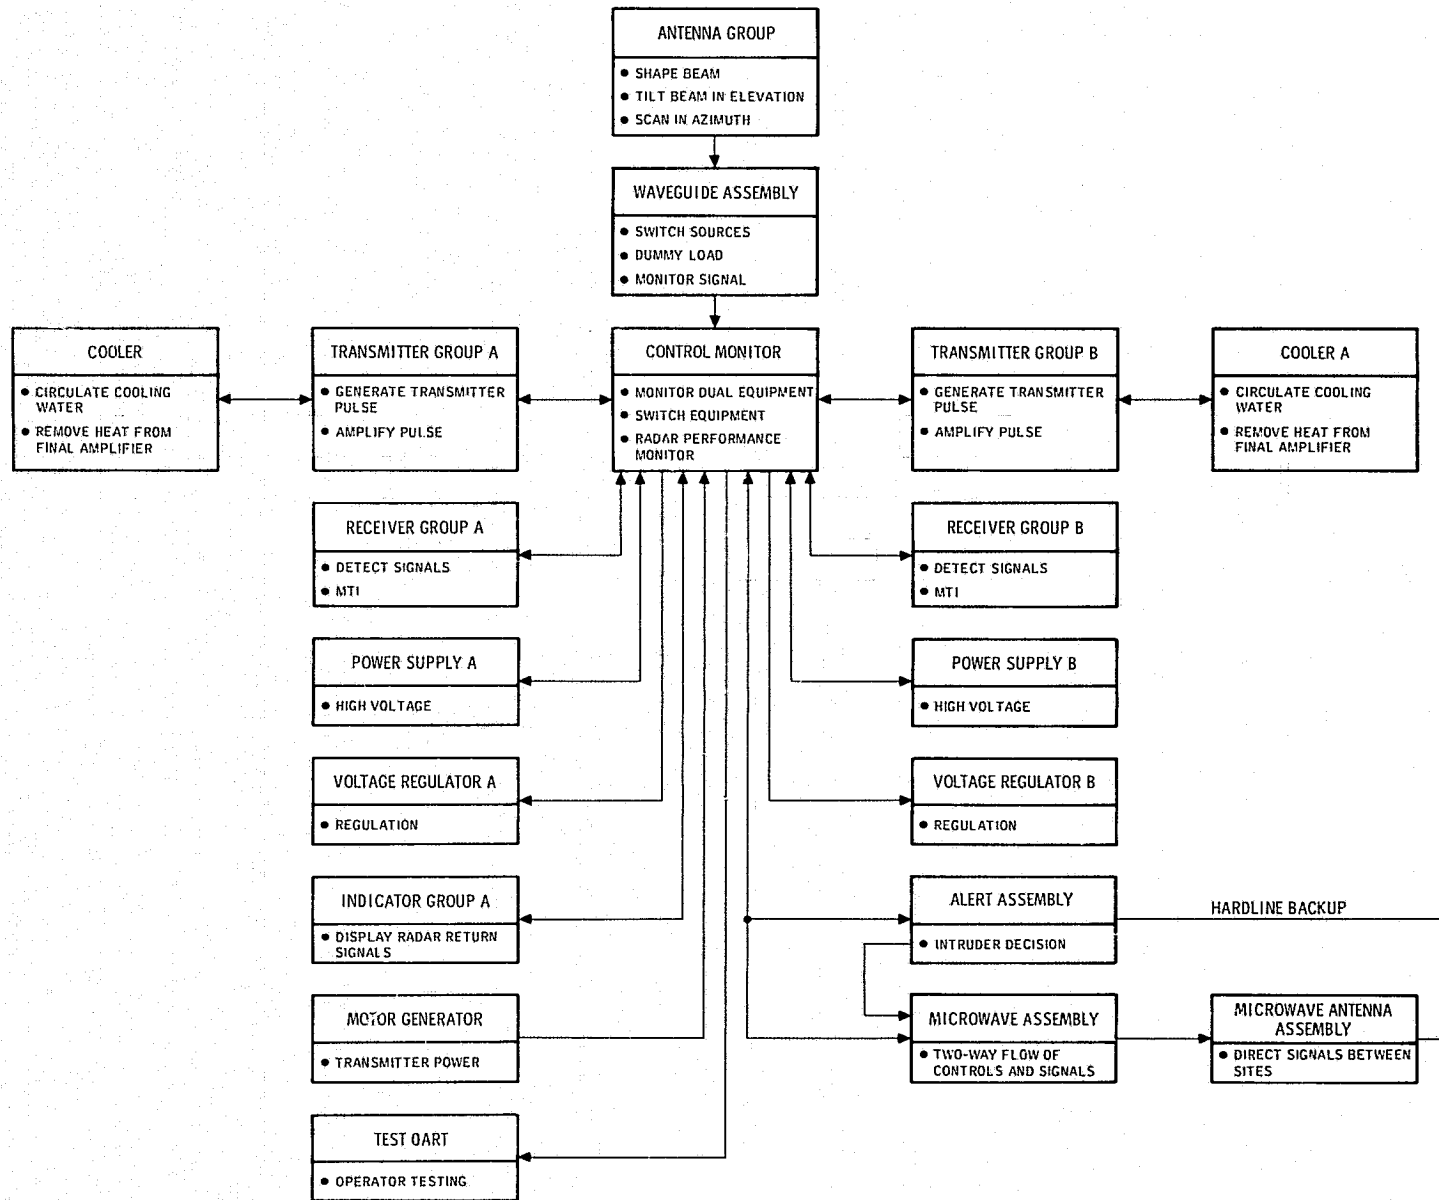 ANTENNA GROUP
● SHAPE BEAM
● TILT BEAM IN ELEVATION
● SCAN IN AZIMUTH
WAVEGUIDE ASSEMBLY
● SWITCH SOURCES
● DUMMY LOAD
● MONITOR SIGNAL
COOLER
● CIRCULATE COOLING
WATER
● REMOVE HEAT FROM
FINAL AMPLIFIER
TRANSMITTER GROUP A
● GENERATE TRANSMITTER
PULSE
● AMPLIFY PULSE
CONTROL MONITOR
● MONITOR DUAL EQUIPMENT
● SWITCH EQUIPMENT
● RADAR PERFORMANCE
MONITOR
TRANSMITTER GROUP B
● GENERATE TRANSMITTER
PULSE
● AMPLIFY PULSE
COOLER A
● CIRCULATE COOLING
WATER
● REMOVE HEAT FROM
FINAL AMPLIFIER
RECEIVER GROUP A
● DETECT SIGNALS
● MTI
RECEIVER GROUP B
● DETECT SIGNALS
● MTI
POWER SUPPLY A
● HIGH VOLTAGE
POWER SUPPLY B
● HIGH VOLTAGE
VOLTAGE REGULATOR A
● REGULATION
VOLTAGE REGULATOR B
● REGULATION
INDICATOR GROUP A
● DISPLAY RADAR RETURN
SIGNALS
ALERT ASSEMBLY
● INTRUDER DECISION
HARDLINE BACKUP
MOTOR GENERATOR
● TRANSMITTER POWER
MICROWAVE ASSEMBLY
● TWO-WAY FLOW OF
CONTROLS AND SIGNALS
MICROWAVE ANTENNA
ASSEMBLY
● DIRECT SIGNALS BETWEEN
SITES
TEST OART
● OPERATOR TESTING